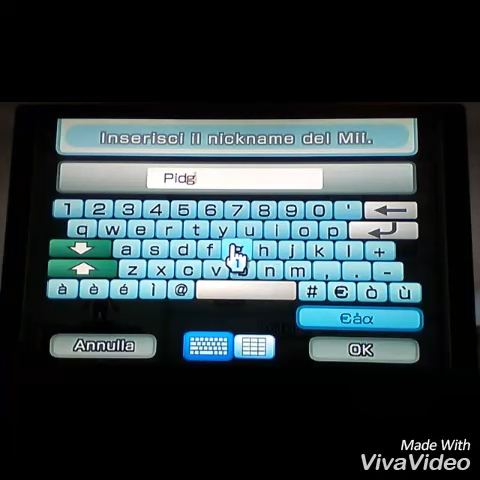 Inserisci il nickname del Mii.
Pidg
1 2 3 4 5 6 7 8 9 0 '
q w e r t y u i o p
a s d f h j k l +
z x c v n m , . -
à è é ì @ # € ò ù
€åα
Annulla
OK
Made With
VivaVideo